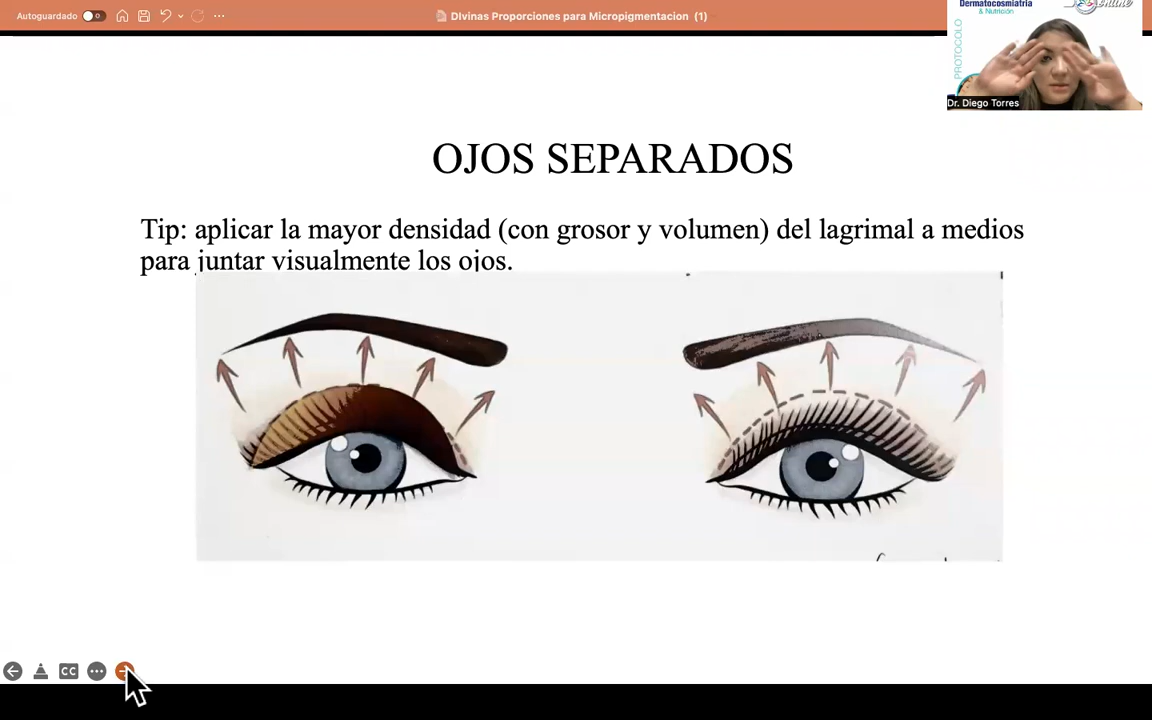 Autoguardado
DIvinas Proporciones para Micropigmentacion (1)
Dermatocosmiatria
& Nutrición
Online
PROTOCOLO
Dr. Diego Torres
OJOS SEPARADOS
Tip: aplicar la mayor densidad (con grosor y volumen) del lagrimal a medios
para juntar visualmente los ojos.
CC